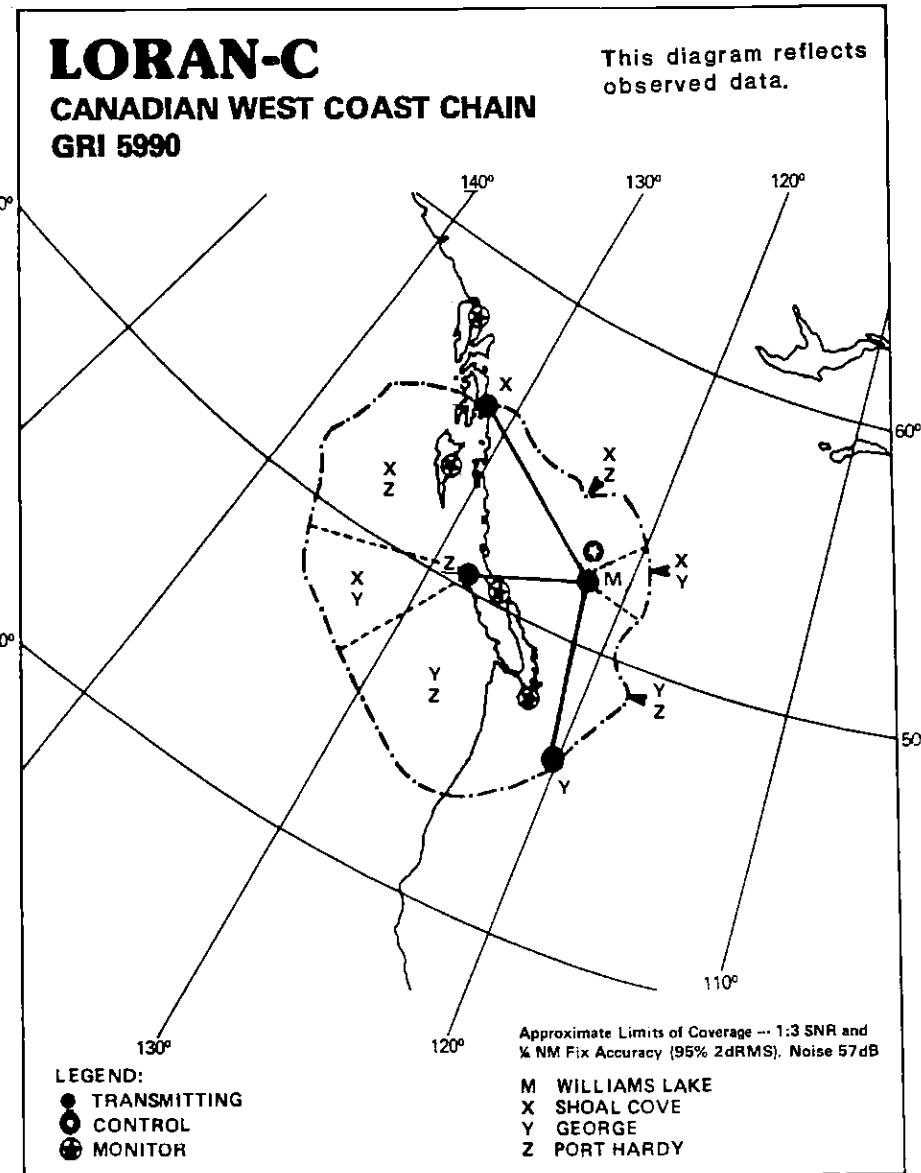 LORAN-C
This diagram reflects
observed data.
CANADIAN WEST COAST CHAIN
GRI 5990
140°
130°
120°
0°
X
60°
X
Z
X
Z
Z
M
X
Y
X
Y
0°
Y
Z
Y
Z
50
Y
110°
130°
120°
Approximate Limits of Coverage -- 1:3 SNR and
¼ NM Fix Accuracy (95% 2dRMS), Noise 57dB
LEGEND:
TRANSMITTING
CONTROL
MONITOR
M WILLIAMS LAKE
X SHOAL COVE
Y GEORGE
Z PORT HARDY